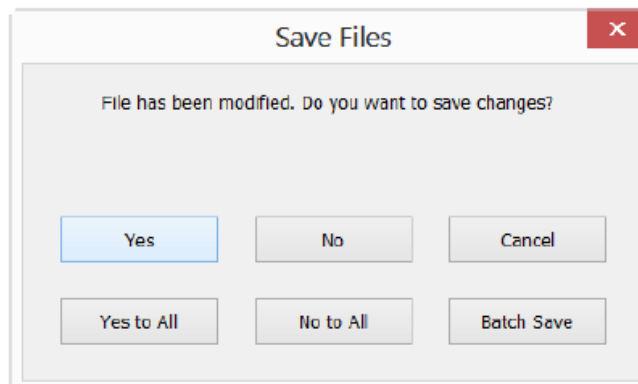 Save Files
File has been modified. Do you want to save changes?
Yes No Cancel
Yes to All No to All Batch Save